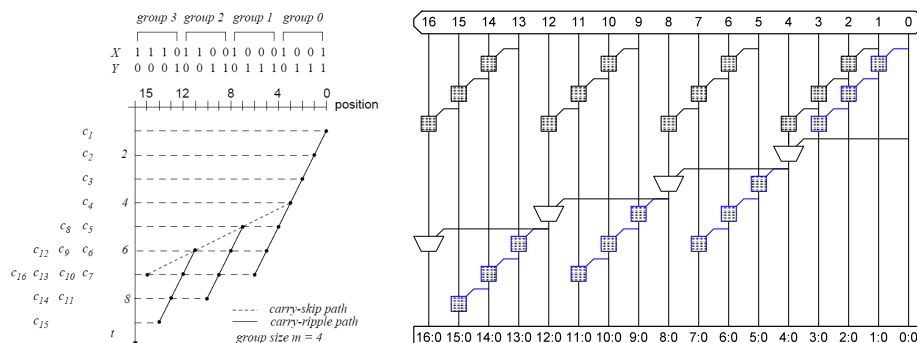 group 3 group 2 group 1 group 0
X 1 1 1 0 1 1 0 0 1 0 0 0 1 0 0 1
Y 0 0 0 1 0 0 1 1 0 1 1 1 0 1 1 1
15 12 8 4 0 position
c1
c2 2
c3
c4 4
c8 c5
c12 c9 c6 6
c16 c13 c10 c7
c14 c11 8
c15
t
carry-skip path
carry-ripple path
group size m = 4
16 15 14 13 12 11 10 9 8 7 6 5 4 3 2 1 0
16:0 15:0 14:0 13:0 12:0 11:0 10:0 9:0 8:0 7:0 6:0 5:0 4:0 3:0 2:0 1:0 0:0